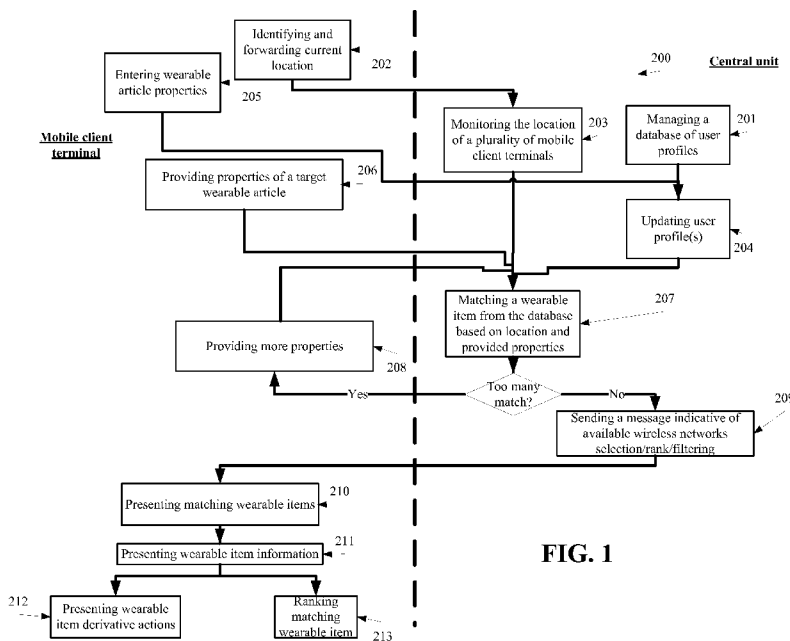 Identifying and
forwarding current
location
202
200
Central unit
Entering wearable
article properties
205
Monitoring the location
of a plurality of mobile
client terminals
203
Managing a
database of user
profiles
201
Mobile client
terminal
Providing properties of a target
wearable article
206
Updating user
profile(s)
204
Matching a wearable
item from the database
based on location and
provided properties
207
Providing more properties
208
Too many
match?
Yes
No
Sending a message indicative of
available wireless networks
selection/rank/filtering
209
Presenting matching wearable items
210
Presenting wearable item information
211
FIG. 1
212
Presenting wearable
item derivative actions
Ranking
matching
wearable item
213